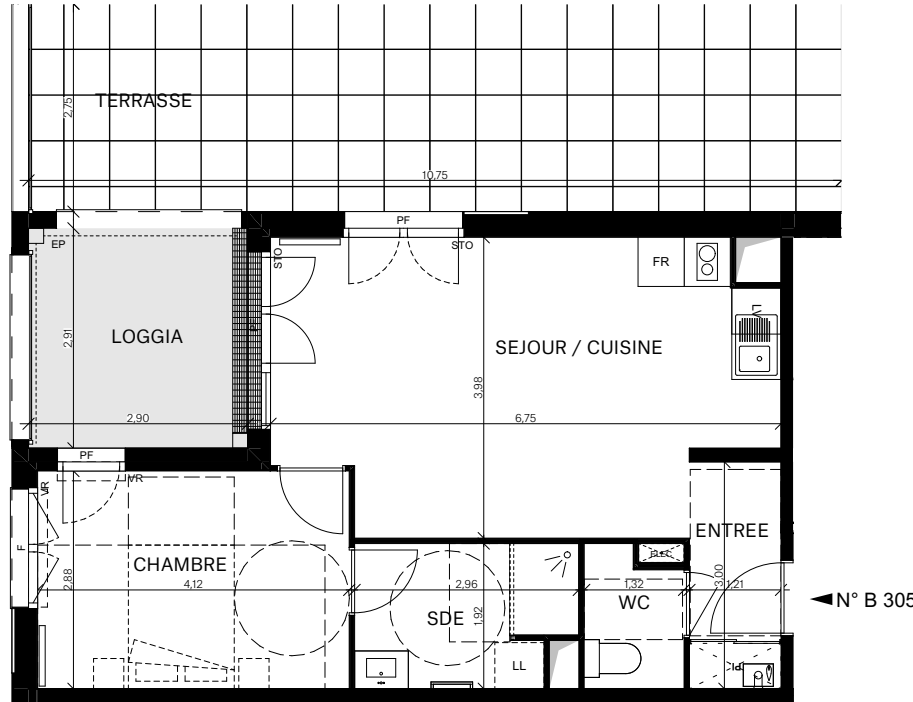 TERRASSE
2,75
10,75
PF
EP
STO
STO
FR
LV
LOGGIA
2,91
2,90
SEJOUR / CUISINE
3,98
6,75
PF
VR
VR
F
CHAMBRE
2,88
4,12
SDE
2,96
1,92
LL
ELEC
1,32
WC
ENTREE
3,00
1,21
N° B 305
PL